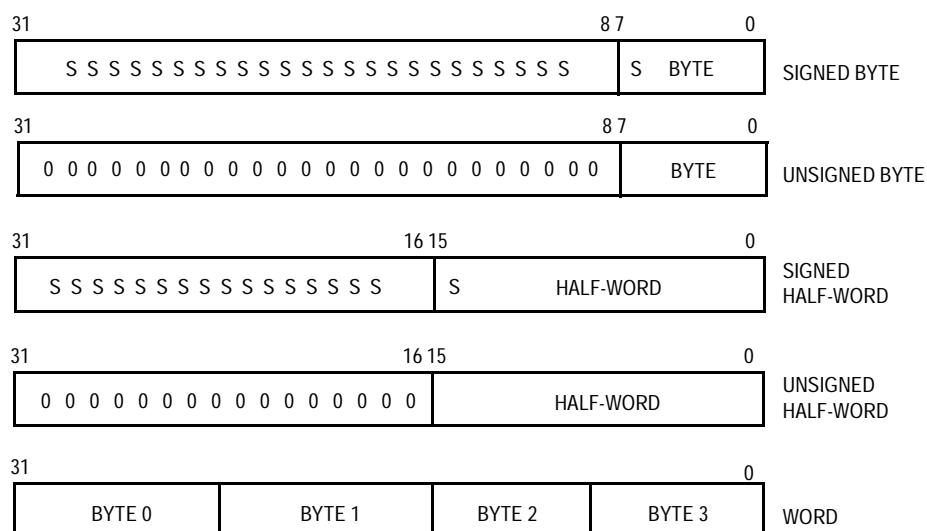 31 8 7 0
S S S S S S S S S S S S S S S S S S S S S S S S S BYTE SIGNED BYTE
31 8 7 0
0 0 0 0 0 0 0 0 0 0 0 0 0 0 0 0 0 0 0 0 0 0 0 0 BYTE UNSIGNED BYTE
31 16 15 0
S S S S S S S S S S S S S S S S S HALF-WORD SIGNED
HALF-WORD
31 16 15 0
0 0 0 0 0 0 0 0 0 0 0 0 0 0 0 0 HALF-WORD UNSIGNED
HALF-WORD
31 0
BYTE 0 BYTE 1 BYTE 2 BYTE 3 WORD